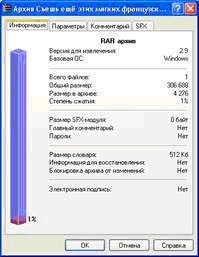 Архив Съешь ещё этих мягких француск...
Информация Параметры Комментарий SFX
RAR архив
Версия для извлечения 2.9
Базовая ОС: Windows
Всего файлов: 1
Общий размер: 306 688
Размер в архиве: 4 276
Степень сжатия: 1%
Размер SFX модуля: 0 байт
Главный комментарий: Нет
Пароли: Нет
Размер словаря: 512 Кб
Информация для восстановления: Нет
Блокировка архива от изменений: Нет
Электронная подпись: Нет
1%
OK Отмена Справка